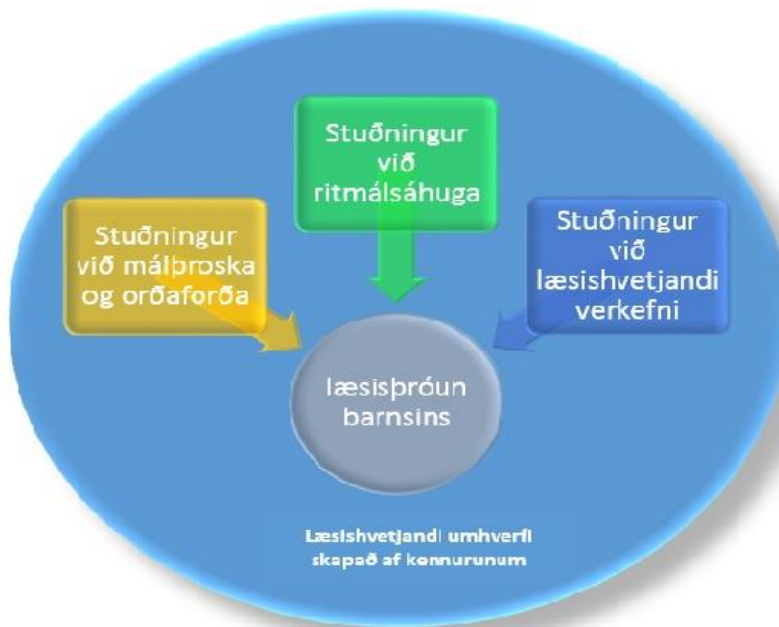 Stuðningur
við
ritmálsáhuga
Stuðningur
við málþroska
og orðaforða
Stuðningur
við
læsishvetjandi
verkefni
læsisþróun
barnsins
Læsishvetjandi umhverfi
skapað af kennurunum